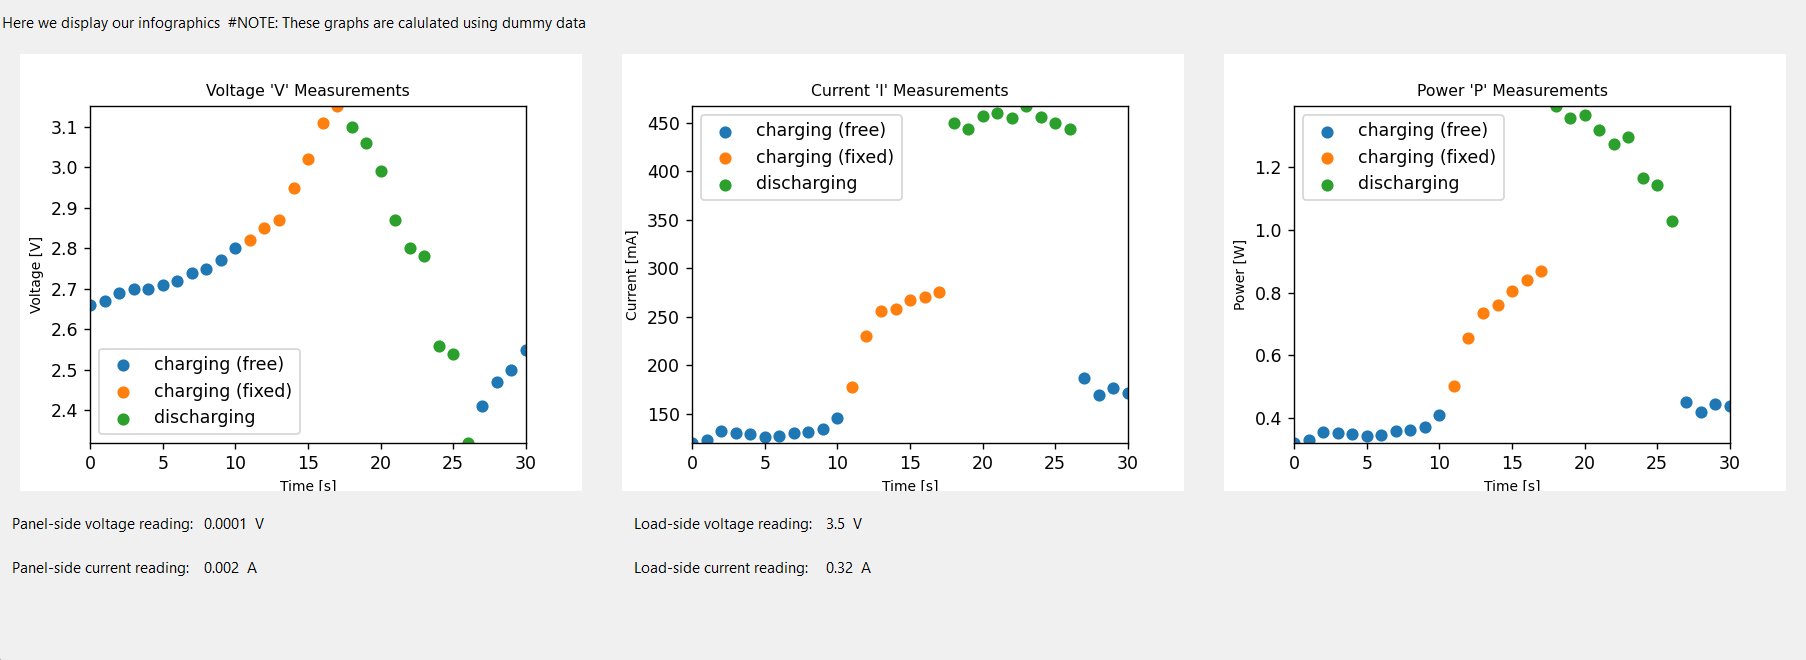 Here we display our infographics  #NOTE: These graphs are calulated using dummy data
Voltage 'V' Measurements
3.1
3.0
2.9
2.8
2.7
2.6
2.5
2.4
Voltage [V]
charging (free)
charging (fixed)
discharging
0 5 10 15 20 25 30
Time [s]
Current 'I' Measurements
450
400
350
300
250
200
150
Current [mA]
charging (free)
charging (fixed)
discharging
0 5 10 15 20 25 30
Time [s]
Power 'P' Measurements
1.2
1.0
0.8
0.6
0.4
Power [W]
charging (free)
charging (fixed)
discharging
0 5 10 15 20 25 30
Time [s]
Panel-side voltage reading: 0.0001 V
Load-side voltage reading: 3.5 V
Panel-side current reading: 0.002 A
Load-side current reading: 0.32 A